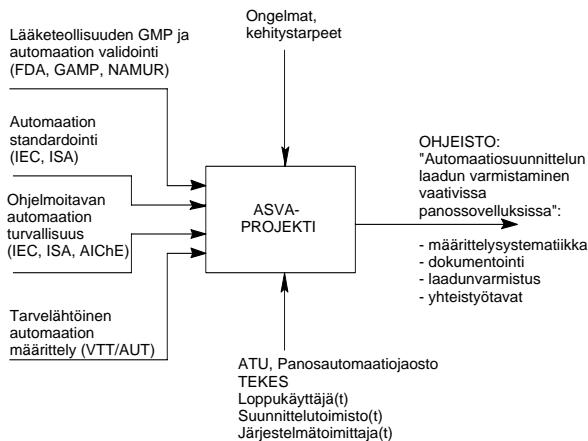 Lääketeollisuuden GMP ja
automaation validointi
(FDA, GAMP, NAMUR)
Automaation
standardointi
(IEC, ISA)
Ohjelmoitavan
automaation
turvallisuus
(IEC, ISA, AIChE)
Tarvelähtöinen
automaation
määrittely (VTT/AUT)
Ongelmat,
kehitystarpeet
ASVA-
PROJEKTI
ATU, Panosautomaatiojaosto
TEKES
Loppukäyttäjä(t)
Suunnittelutoimisto(t)
Järjestelmätoimittaja(t)
OHJEISTO:
"Automaatiosuunnittelun
laadun varmistaminen
vaativissa
panossovelluksissa":
- määrittelysystematiikka
- dokumentointi
- laadunvarmistus
- yhteistyötavat